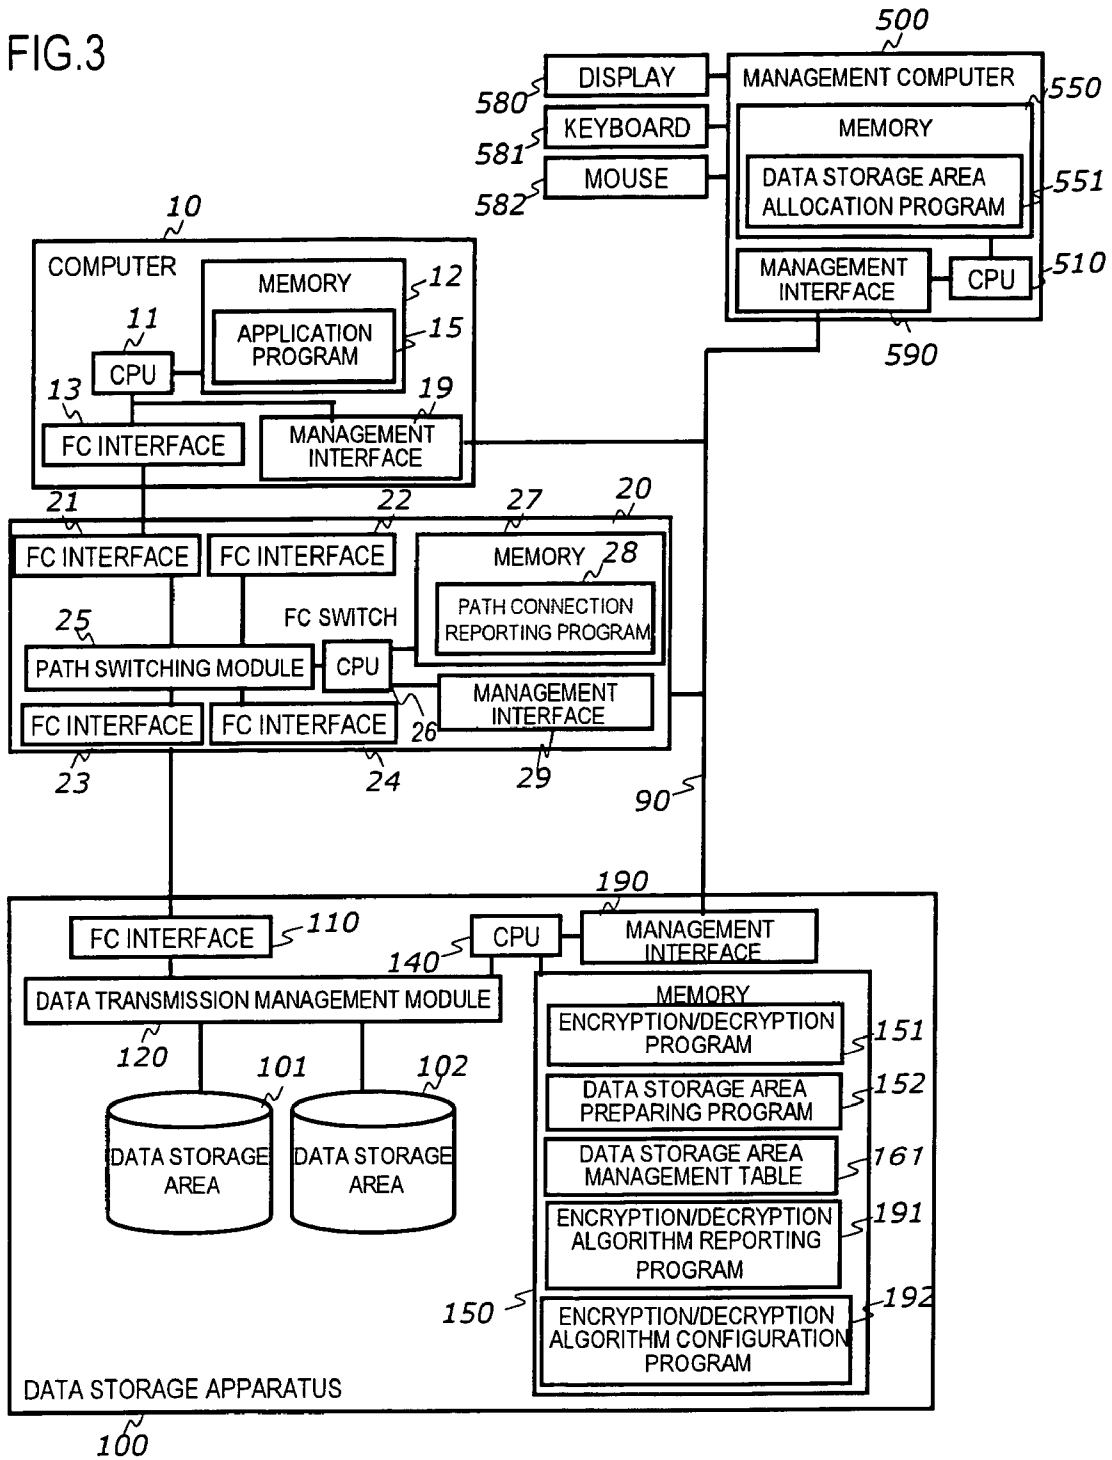 FIG.3
500
DISPLAY
MANAGEMENT COMPUTER
580
550
KEYBOARD
MEMORY
581
MOUSE
DATA STORAGE AREA
ALLOCATION PROGRAM
551
582
10
COMPUTER
MEMORY
12
MANAGEMENT
INTERFACE
CPU
510
590
11
APPLICATION
PROGRAM
15
CPU
13
19
FC INTERFACE
MANAGEMENT
INTERFACE
21
22
27
20
FC INTERFACE
FC INTERFACE
MEMORY
28
PATH CONNECTION
REPORTING PROGRAM
25
FC SWITCH
PATH SWITCHING MODULE
CPU
MANAGEMENT
INTERFACE
FC INTERFACE
FC INTERFACE
26
23
24
29
90
190
FC INTERFACE
110
CPU
MANAGEMENT
INTERFACE
140
DATA TRANSMISSION MANAGEMENT MODULE
MEMORY
120
ENCRYPTION/DECRYPTION
PROGRAM
151
101
102
DATA STORAGE AREA
PREPARING PROGRAM
152
DATA STORAGE
AREA
DATA STORAGE
AREA
DATA STORAGE AREA
MANAGEMENT TABLE
161
ENCRYPTION/DECRYPTION
ALGORITHM REPORTING
PROGRAM
191
150
192
ENCRYPTION/DECRYPTION
ALGORITHM CONFIGURATION
PROGRAM
DATA STORAGE APPARATUS
100